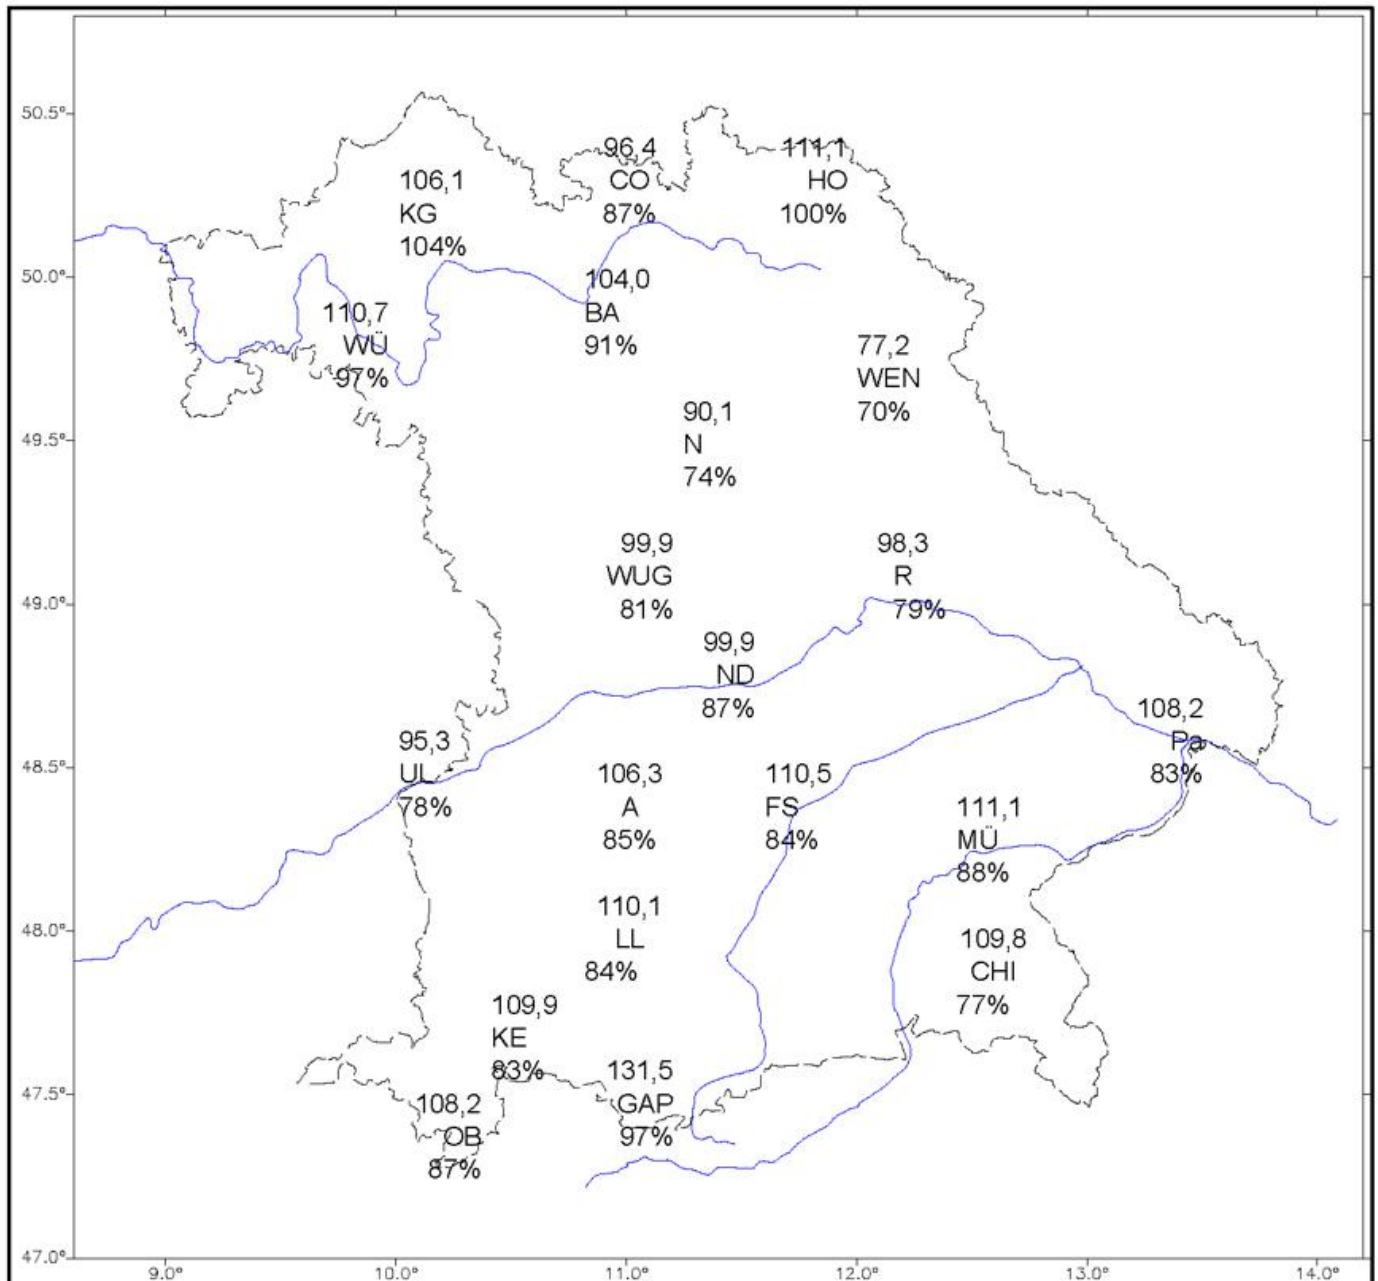 50.5°
96,4
CO
87%
111,1
HO
100%
106,1
KG
104%
50.0°
104,0
BA
91%
110,7
WÜ
97%
77,2
WEN
70%
49.5°
90,1
N
74%
99,9
WUG
81%
98,3
R
79%
49.0°
99,9
ND
87%
108,2
Pa
83%
95,3
UL
78%
48.5°
106,3
A
85%
110,5
FS
84%
111,1
MÜ
88%
110,1
LL
84%
48.0°
109,8
CHI
77%
109,9
KE
83%
131,5
GAP
97%
47.5°
108,2
OB
87%
47.0°
9.0° 10.0° 11.0° 12.0° 13.0° 14.0°